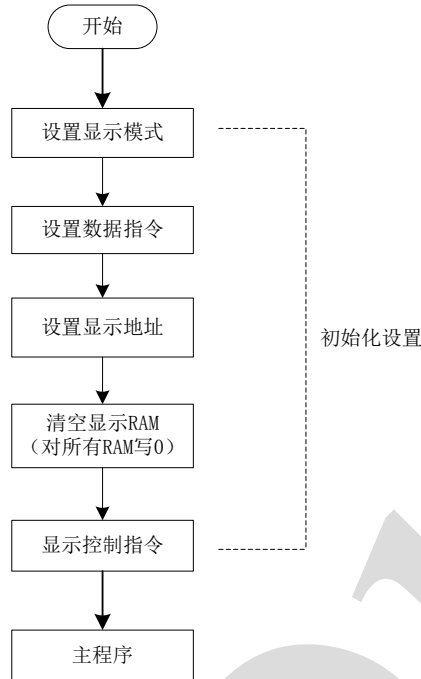 开始
设置显示模式
设置数据指令
设置显示地址
初始化设置
清空显示RAM
（对所有RAM写0）
显示控制指令
主程序